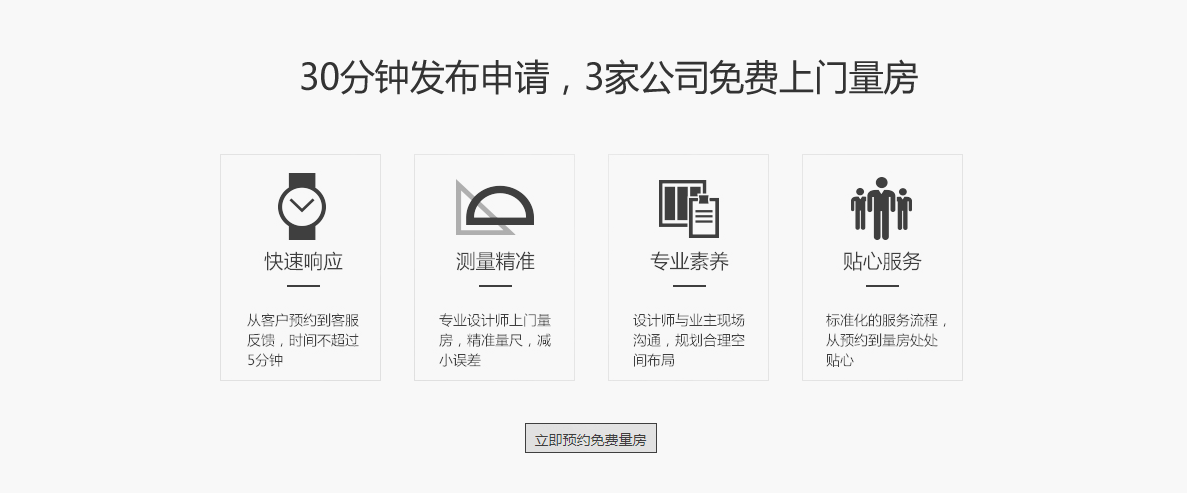 30分钟发布申请，3家公司免费上门量房
快速响应
从客户预约到客服
反馈，时间不超过
5分钟
测量精准
专业设计师上门量
房，精准量尺，减
小误差
专业素养
设计师与业主现场
沟通，规划合理空
间布局
贴心服务
标准化的服务流程，
从预约到量房处处
贴心
立即预约免费量房